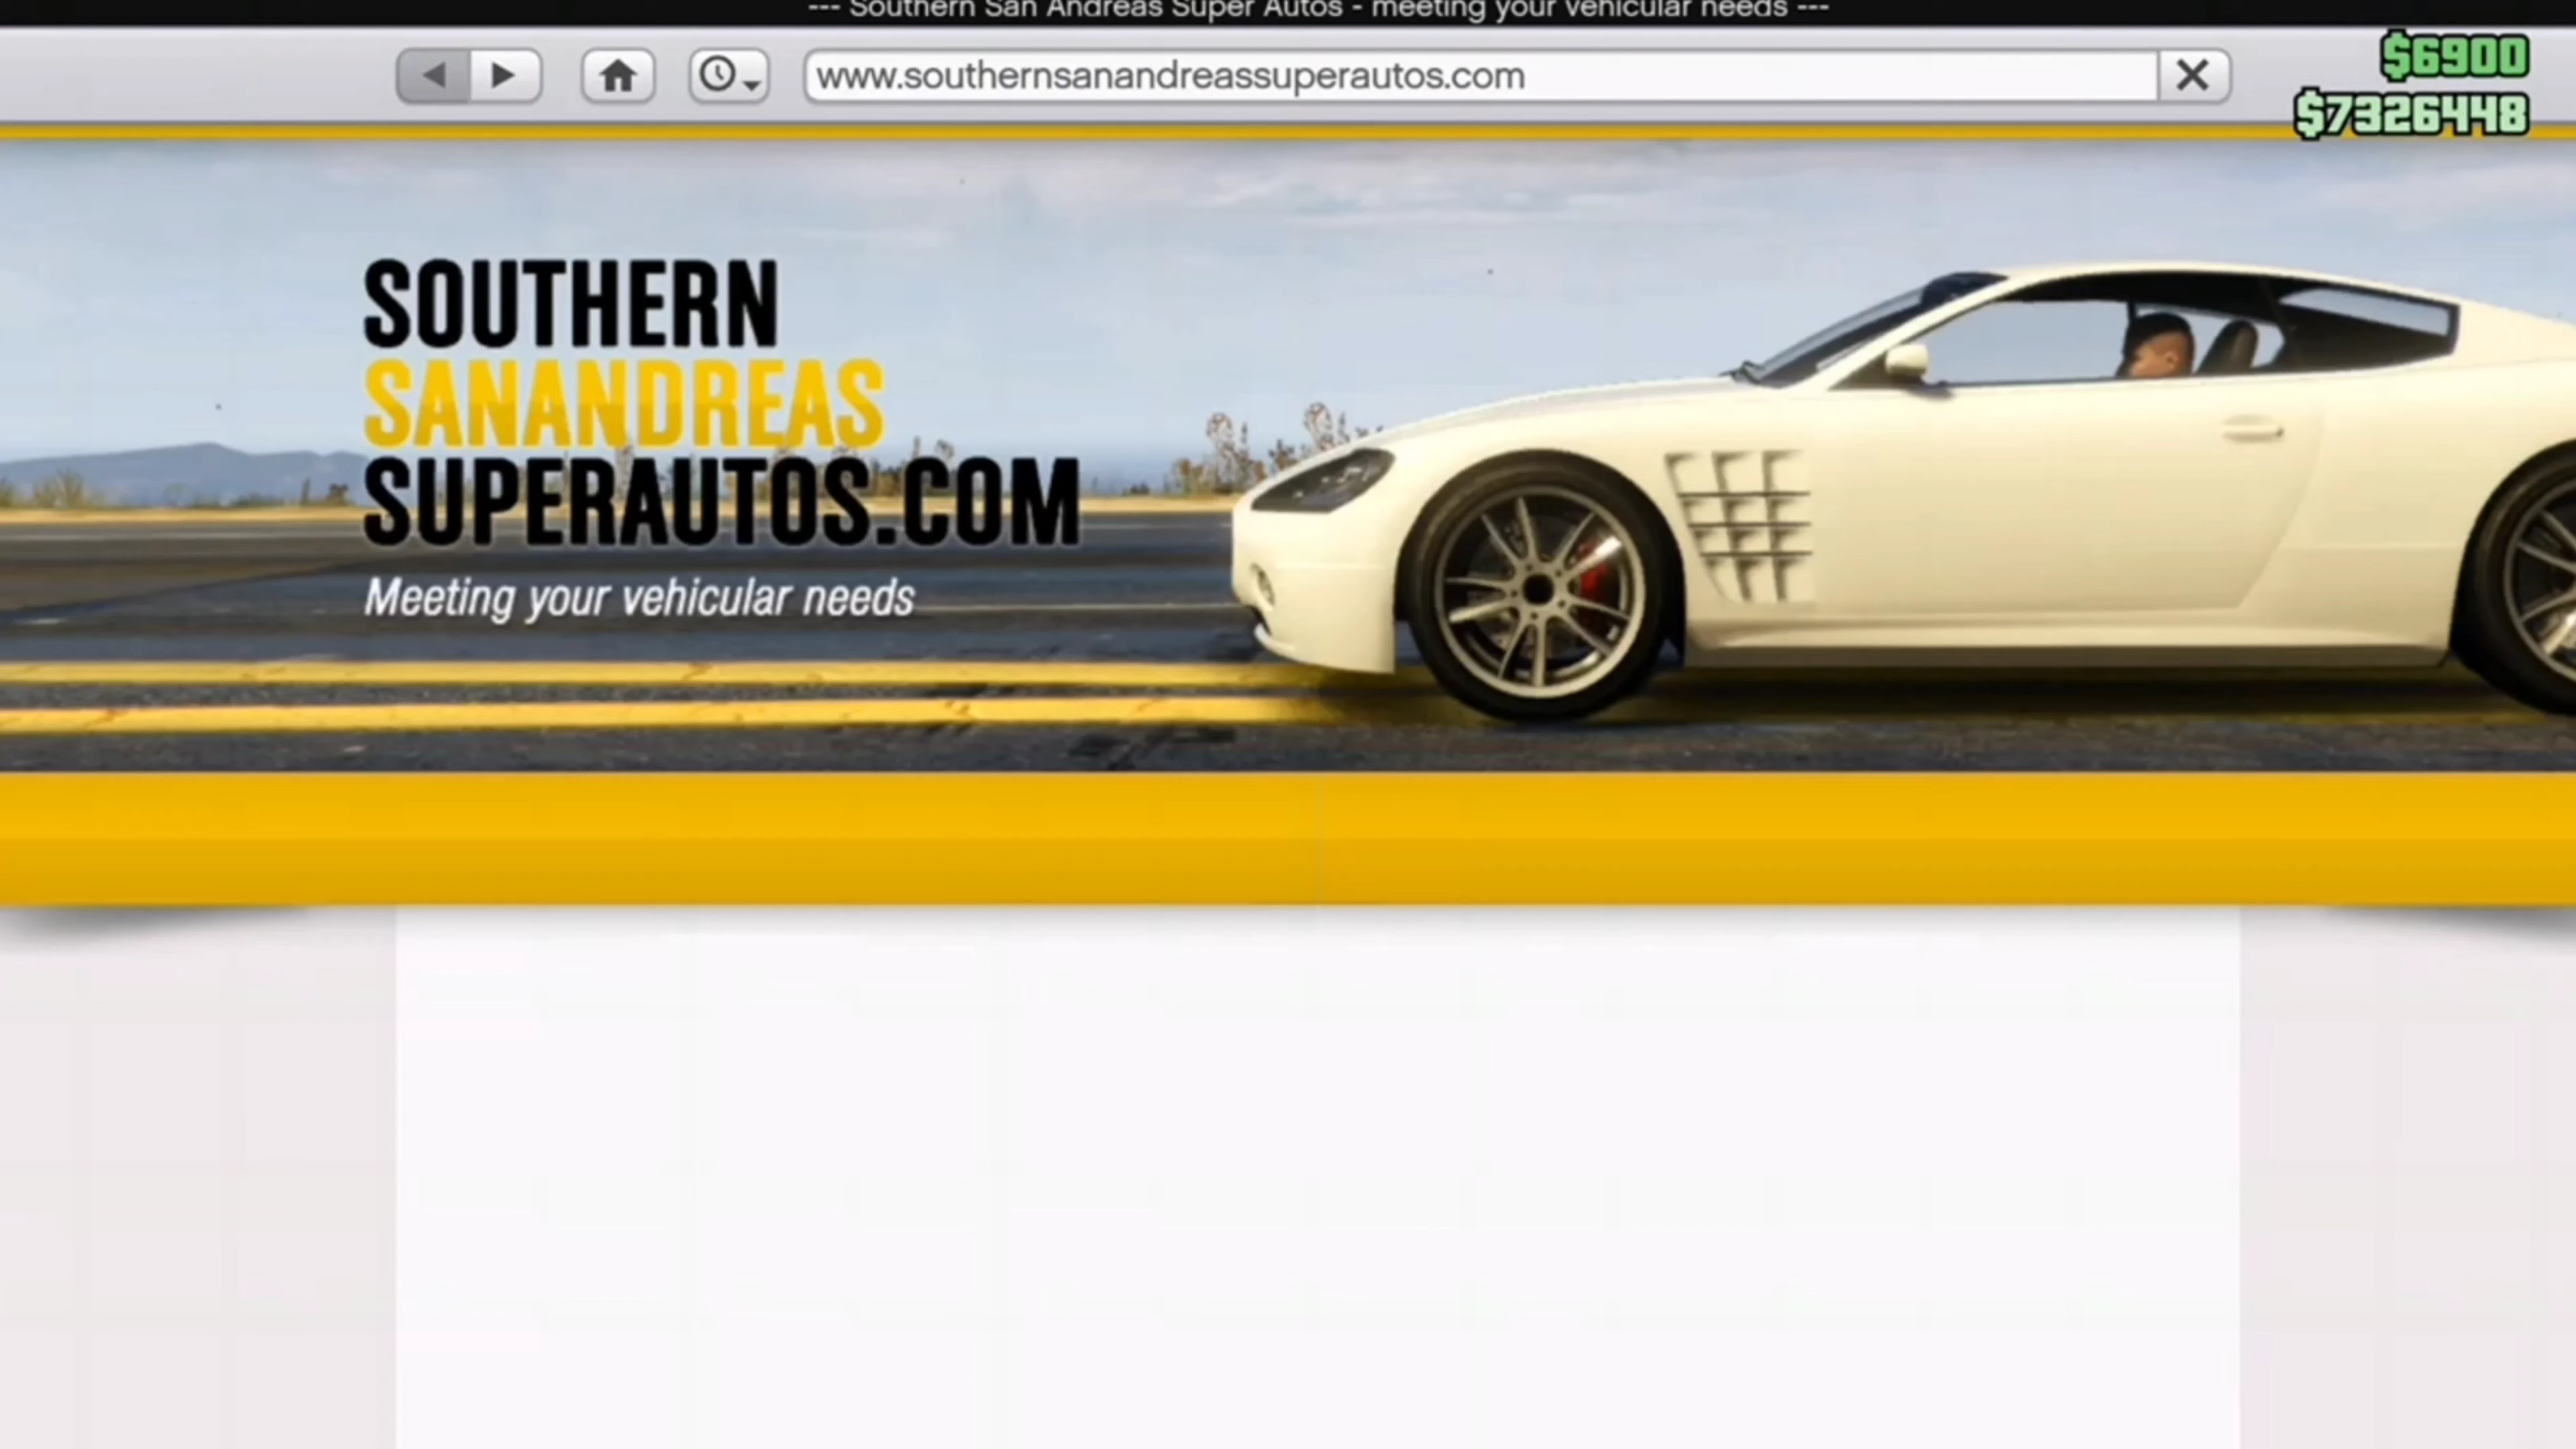 --- Southern San Andreas Super Autos - meeting your vehicular needs ---
www.southernsanandreassuperautos.com
$6900
$7326448
SOUTHERN
SANANDREAS
SUPERAUTOS.COM
Meeting your vehicular needs